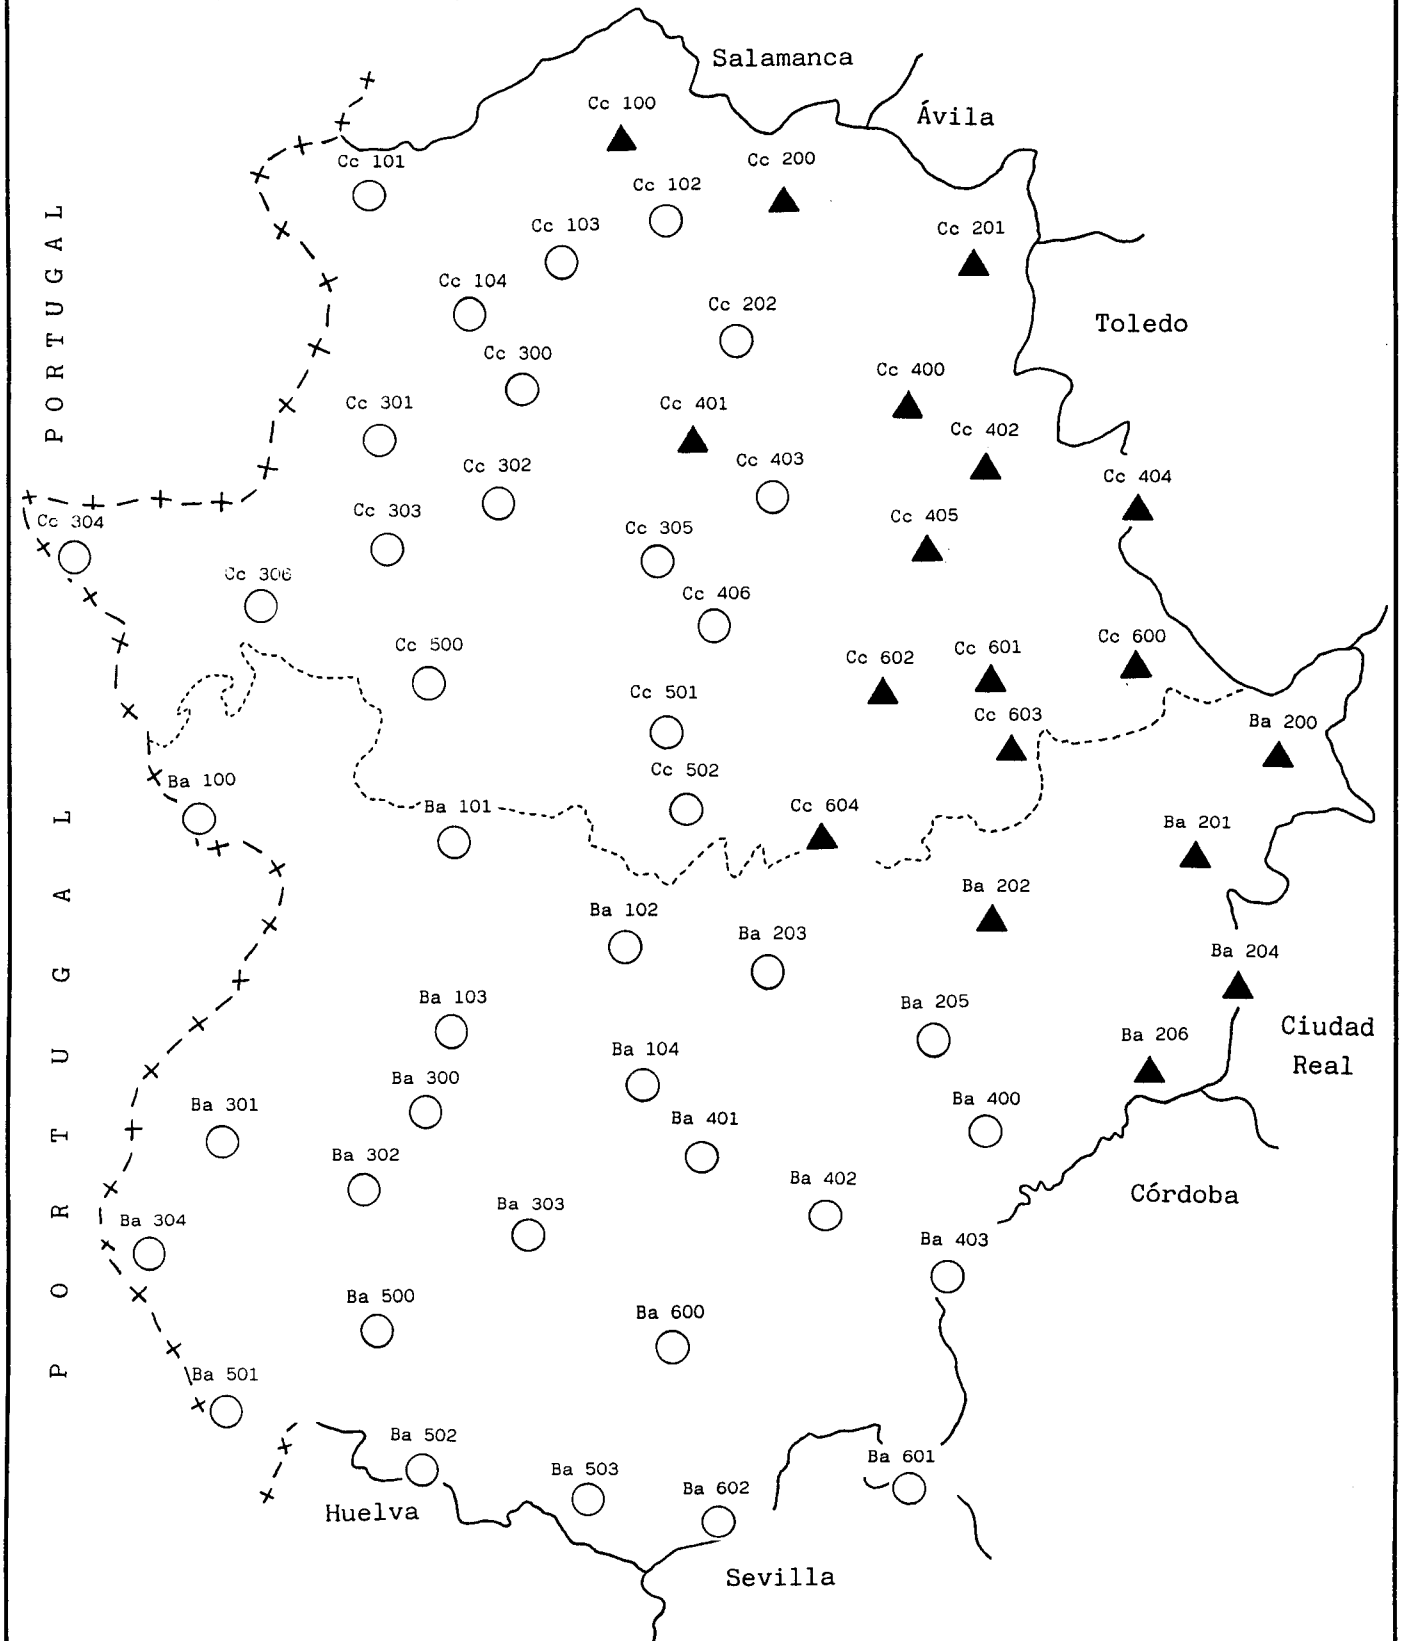 Salamanca
Cc 100
Ávila
Cc 101
Cc 200
Cc 102
Cc 103
Cc 201
Cc 104
Cc 202
Toledo
PORTUGAL
Cc 300
Cc 400
Cc 301
Cc 401
Cc 402
Cc 302
Cc 403
Cc 404
Cc 303
Cc 304
Cc 405
Cc 305
Cc 306
Cc 406
Cc 500
Cc 602
Cc 601
Cc 600
Cc 501
Cc 603
Ba 200
Cc 502
Ba 100
Ba 101
Cc 604
Ba 201
Ba 202
Ba 102
Ba 203
Ba 204
Ba 103
Ba 205
Ciudad
Real
Ba 206
Ba 104
Ba 300
PORTUGAL
Ba 301
Ba 400
Ba 401
Ba 302
Ba 402
Córdoba
Ba 303
Ba 304
Ba 403
Ba 500
Ba 600
Ba 501
Ba 502
Ba 601
Ba 503
Ba 602
Huelva
Sevilla